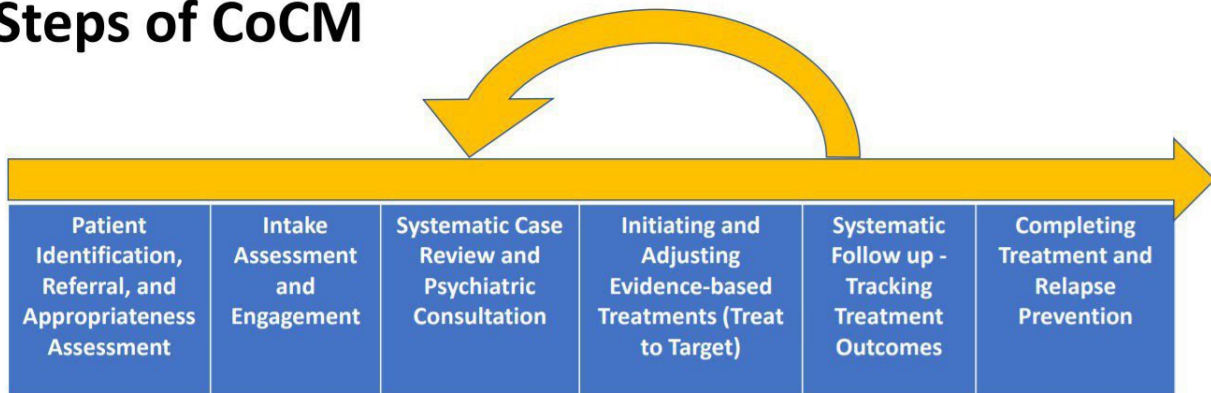 Steps of CoCM
Patient
Identification,
Referral, and
Appropriateness
Assessment
Intake
Assessment
and
Engagement
Systematic Case
Review and
Psychiatric
Consultation
Initiating and
Adjusting
Evidence-based
Treatments (Treat
to Target)
Systematic
Follow up -
Tracking
Treatment
Outcomes
Completing
Treatment and
Relapse
Prevention